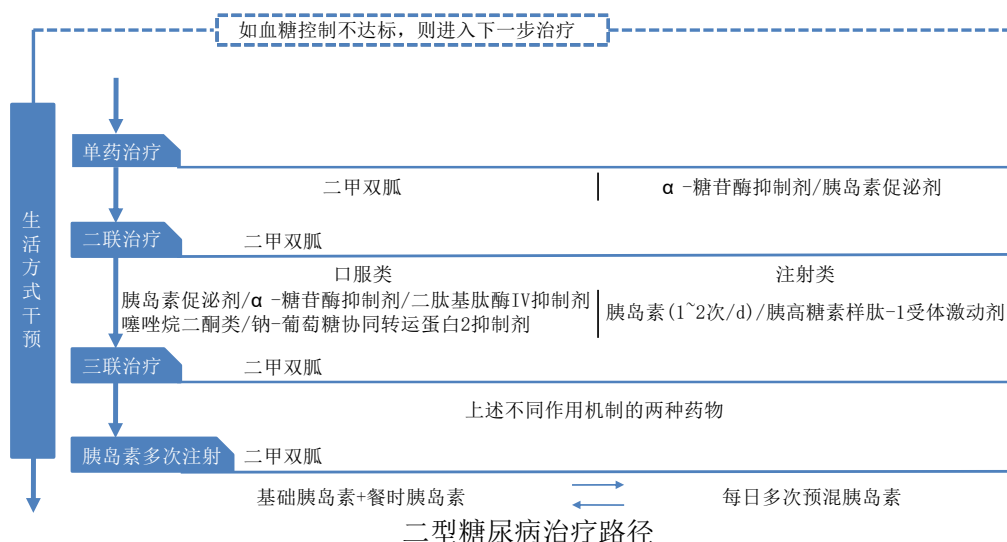 如血糖控制不达标，则进入下一步治疗
生活方式干预
单药治疗
二甲双胍
α-糖苷酶抑制剂/胰岛素促泌剂
二联治疗
二甲双胍
口服类
注射类
胰岛素促泌剂/α-糖苷酶抑制剂/二肽基肽酶IV抑制剂
噻唑烷二酮类/钠-葡萄糖协同转运蛋白2抑制剂
胰岛素(1~2次/d)/胰高糖素样肽-1受体激动剂
三联治疗
二甲双胍
上述不同作用机制的两种药物
胰岛素多次注射
二甲双胍
基础胰岛素+餐时胰岛素
每日多次预混胰岛素
二型糖尿病治疗路径